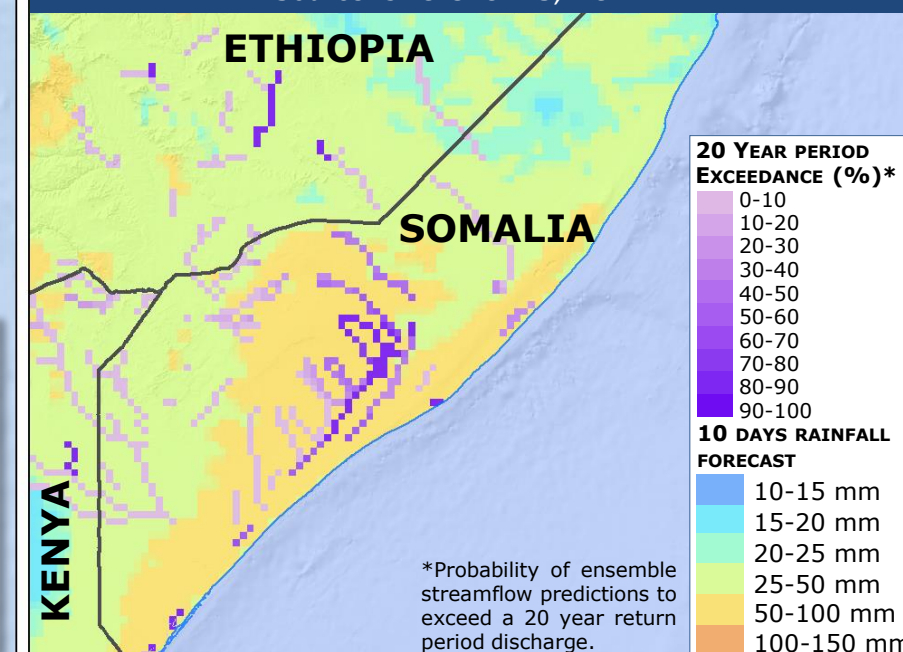 ETHIOPIA
SOMALIA
KENYA
20 YEAR PERIOD
EXCEEDANCE (%)*
0-10
10-20
20-30
30-40
40-50
50-60
60-70
70-80
80-90
90-100
10 DAYS RAINFALL
FORECAST
10-15 mm
15-20 mm
20-25 mm
25-50 mm
50-100 mm
100-150 mm
*Probability of ensemble
streamflow predictions to
exceed a 20 year return
period discharge.